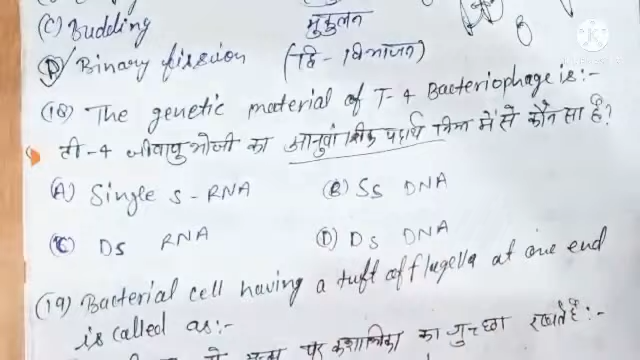 (C) Budding मुकुलन
(D) Binary fission (द्वि - विभाजन)
(18) The genetic material of T-4 Bacteriophage is:-
टी-4 जीवाणु भोजी का आनुवांशिक पदार्थ निम्न में से कौन सा है?
(A) Single S-RNA (B) SS DNA
(C) DS RNA (D) DS DNA
(19) Bacterial cell having a tuft of flagella at one end
is called as:-
पर कशाभिका का गुच्छा रखते है:-